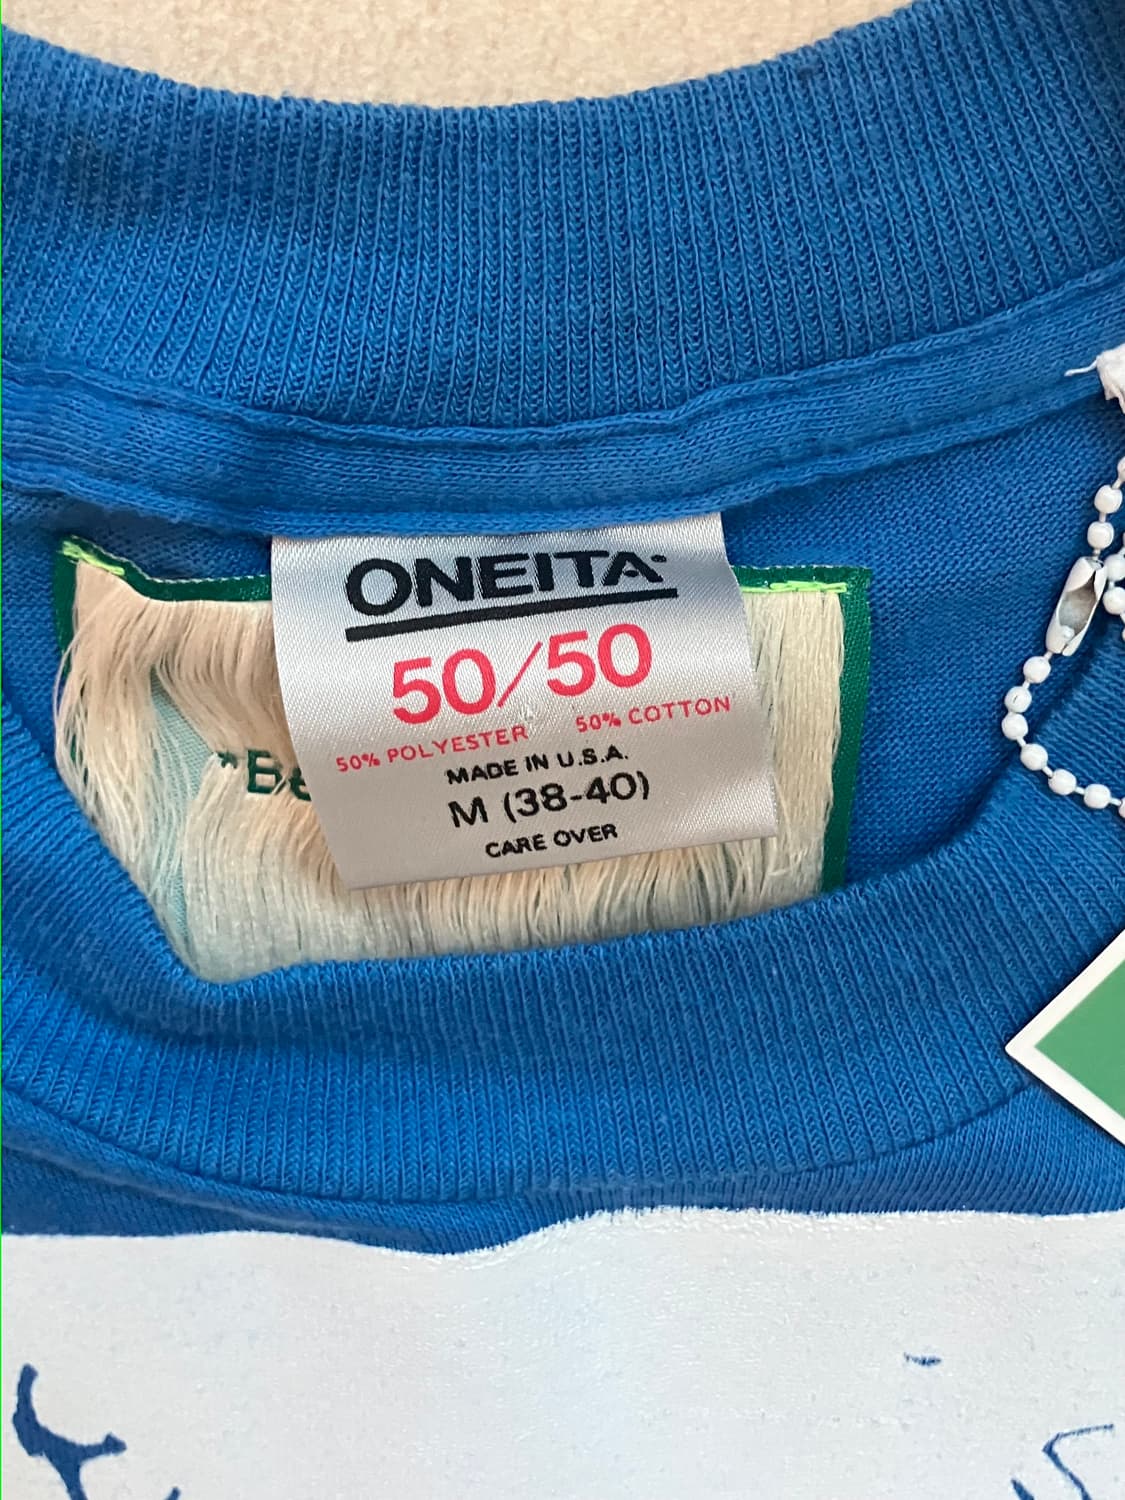 ONEITA
50/50
50% POLYESTER 50% COTTON
MADE IN U.S.A.
M (38-40)
CARE OVER